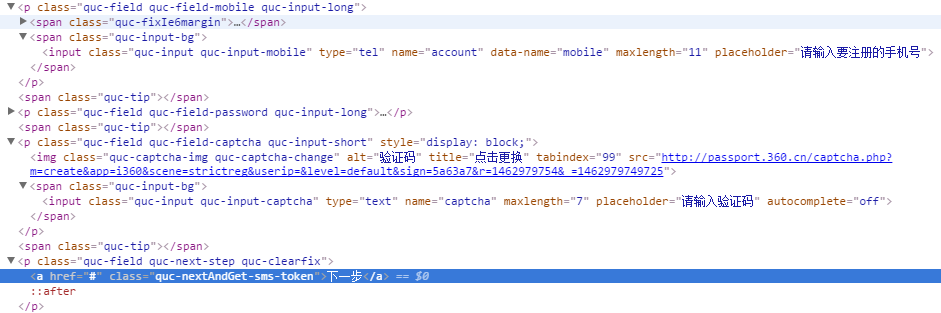 ▼<p class="quc-field quc-field-mobile quc-input-long">
▶<span class="quc-fixIe6margin">…</span>
▼<span class="quc-input-bg">
<input class="quc-input quc-input-mobile" type="tel" name="account" data-name="mobile" maxlength="11" placeholder="请输入要注册的手机号">
</span>
</p>
<span class="quc-tip"></span>
▶<p class="quc-field quc-field-password quc-input-long">…</p>
<span class="quc-tip"></span>
▼<p class="quc-field quc-field-captcha quc-input-short" style="display: block;">
<img class="quc-captcha-img quc-captcha-change" alt="验证码" title="点击更换" tabindex="99" src="http://passport.360.cn/captcha.php?
m=create&app=i360&scene=strictreg&userip=&level=default&sign=5a63a7&r=1462979754&_=1462979749725">
▼<span class="quc-input-bg">
<input class="quc-input quc-input-captcha" type="text" name="captcha" maxlength="7" placeholder="请输入验证码" autocomplete="off">
</span>
</p>
<span class="quc-tip"></span>
▼<p class="quc-field quc-next-step quc-clearfix">
<a href="#" class="quc-nextAndGet-sms-token">下一步</a> == $0
::after
</p>